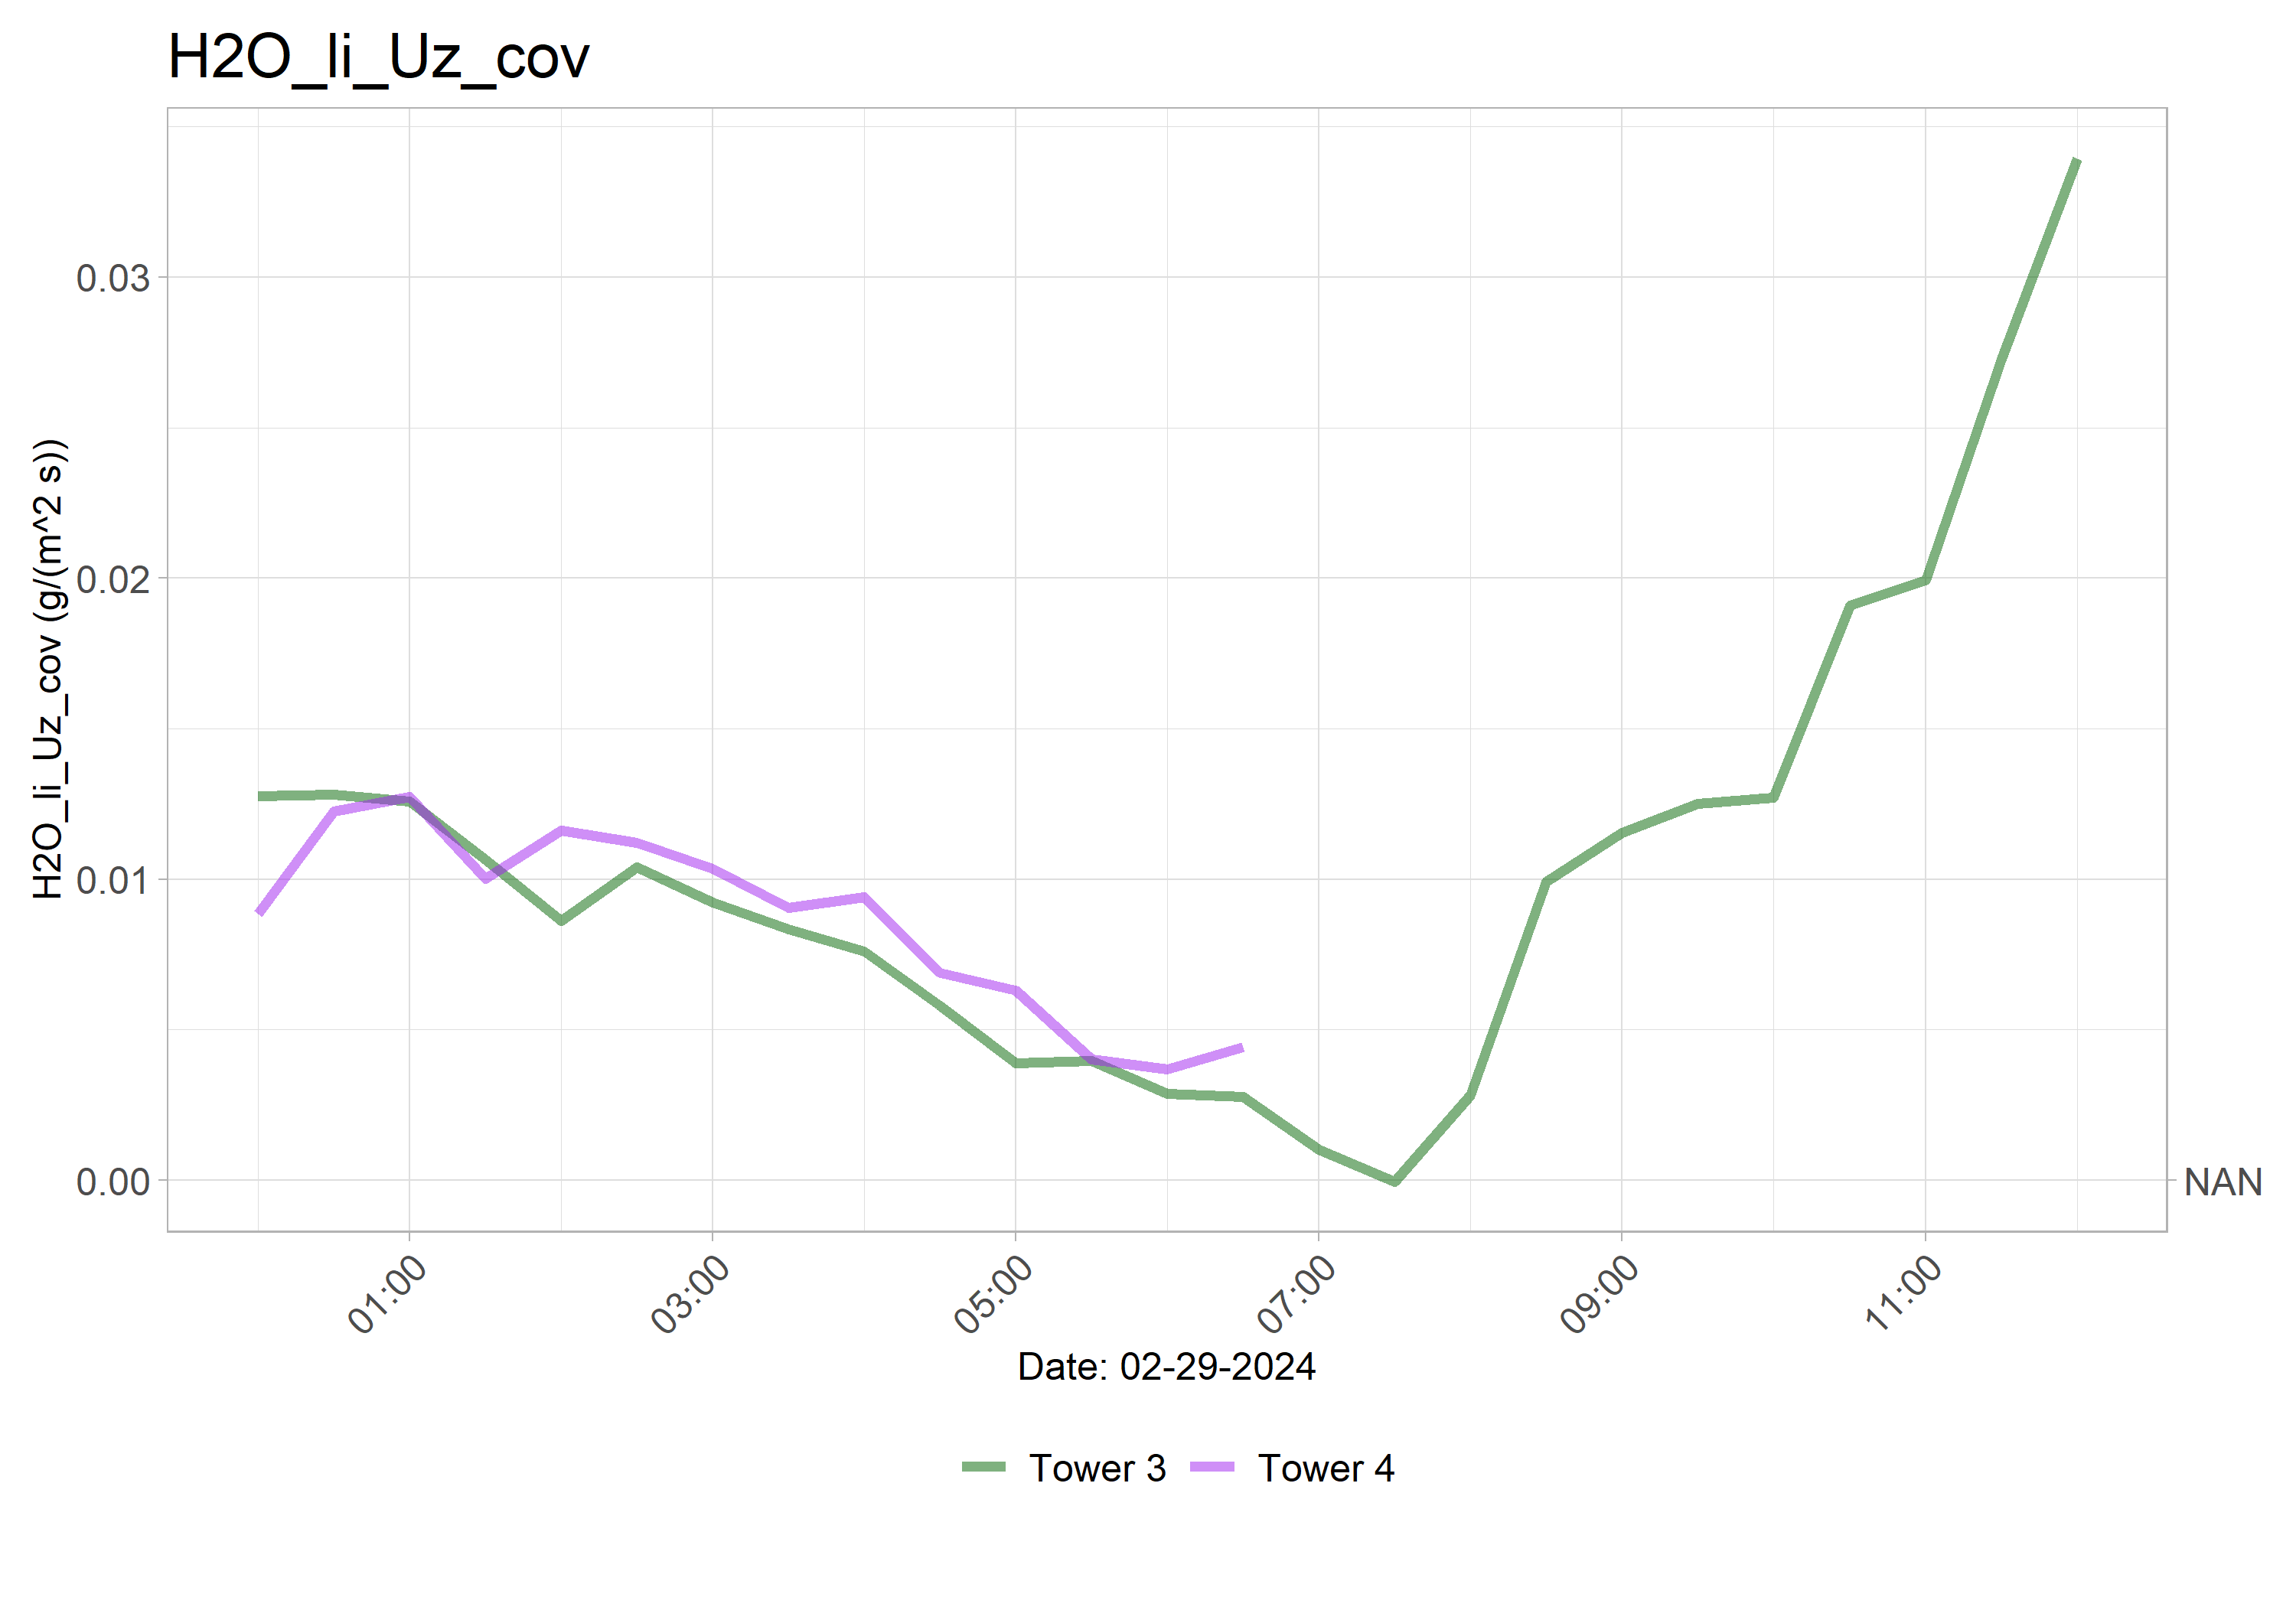 H2O_li_Uz_cov
H2O_li_Uz_cov (g/(m^2 s))
0.03
0.02
0.01
0.00
NAN
01:00
03:00
05:00
07:00
09:00
11:00
Date: 02-29-2024
Tower 3
Tower 4